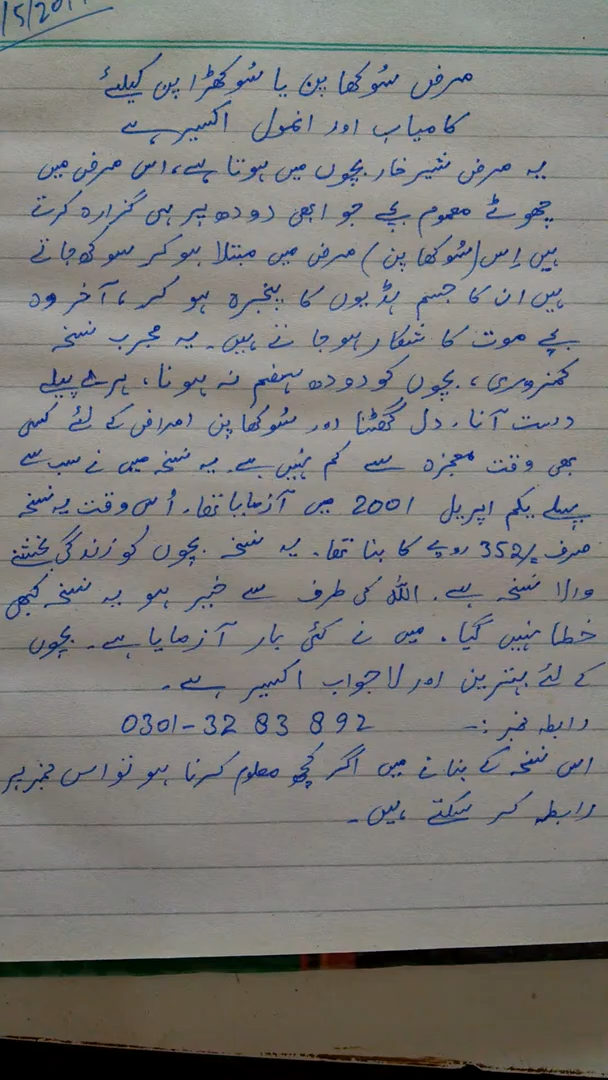 /5/201
مرض سُوکھا پن یا سُوکھڑا پن کیلئے
کامیاب اور انمول اکسیر ہے
یہ مرض شیر خار بچوں میں ہوتا ہے، اس مرض میں
چھوٹے معصوم بچے جو ابھی دودھ پر ہی گزارہ کرتے
ہیں اِس (سُوکھا پن) مرض میں مبتلا ہو کر سوکھ جاتے
ہیں ان کا جسم ہڈیوں کا پنجرہ ہو کر، آخر وہ
بچے موت کا شکار ہو جاتے ہیں۔ یہ مجرب نسخہ
کمزوری، بچوں کو دودھ ہضم نہ ہونا، ہرے پیلے
دست آنا، دل گھٹنا اور سُوکھا پن امراض کے لئے کسی
بھی وقت معجزہ سے کم نہیں ہے۔ یہ نسخہ میں نے سب سے
پہلے یکم اپریل 2001 میں آزمایا تھا۔ اُس وقت یہ نسخہ
صرف 352/ روپے کا بنا تھا۔ یہ نسخہ بچوں کو زندگی بخشنے
والا نسخہ ہے۔ اللہ کی طرف سے خیر ہو یہ نسخہ کبھی
خطا نہیں گیا۔ میں نے کئی بار آزمایا ہے۔ بچوں
کے لئے بہترین اور لاجواب اکسیر ہے۔
رابطہ نمبر :- 0301-32 83 892
اس نسخہ کے بنانے میں اگر کچھ معلوم کرنا ہو تو اس نمبر پر
رابطہ کر سکتے ہیں۔